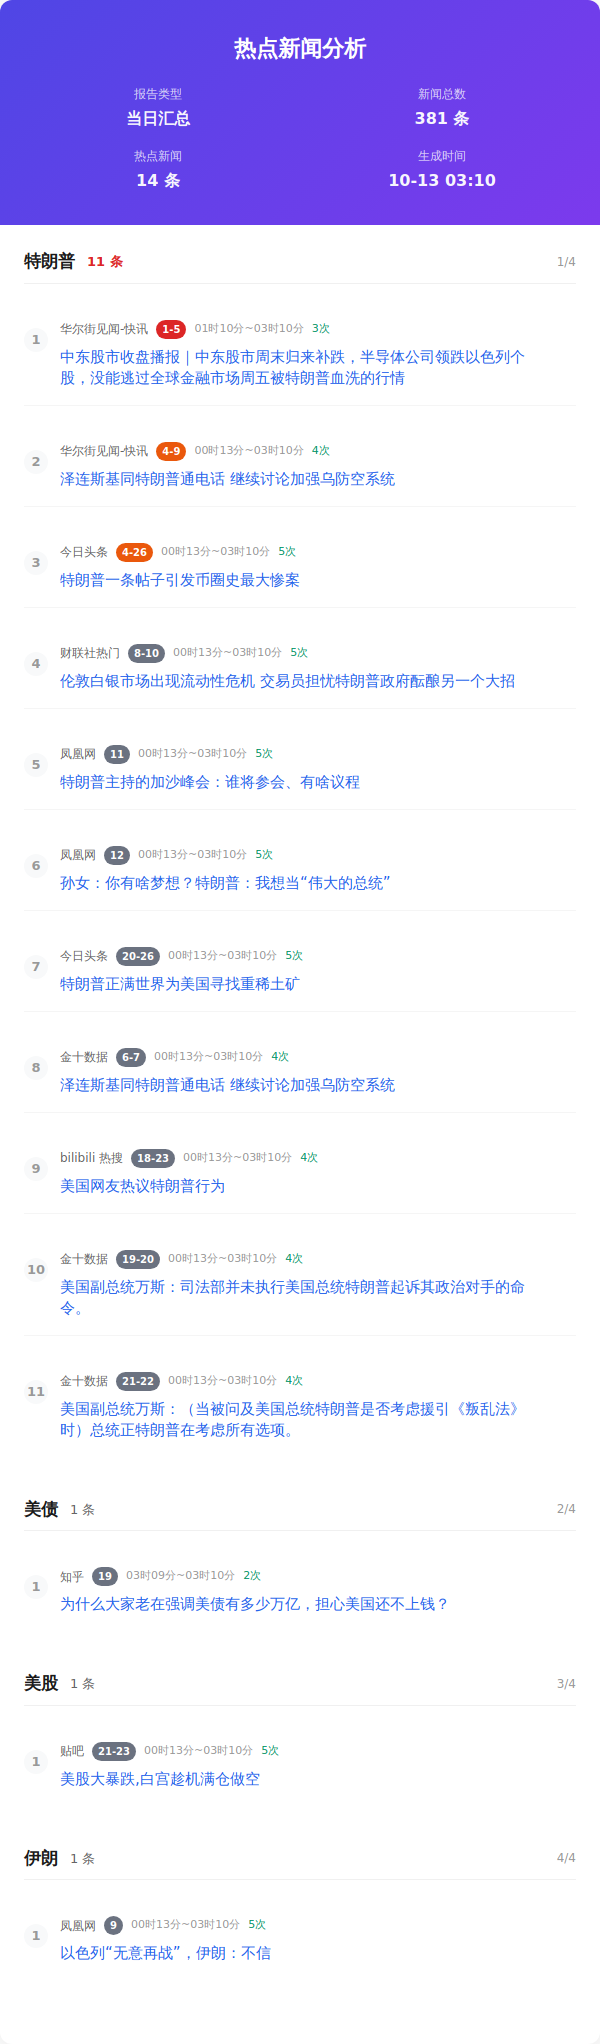 热点新闻分析
报告类型
当日汇总
新闻总数
381 条
热点新闻
14 条
生成时间
10-13 03:10
特朗普 11 条 1/4
1
华尔街见闻-快讯 1-5 01时10分~03时10分 3次
中东股市收盘播报｜中东股市周末归来补跌，半导体公司领跌以色列个
股，没能逃过全球金融市场周五被特朗普血洗的行情
2
华尔街见闻-快讯 4-9 00时13分~03时10分 4次
泽连斯基同特朗普通电话 继续讨论加强乌防空系统
3
今日头条 4-26 00时13分~03时10分 5次
特朗普一条帖子引发币圈史最大惨案
4
财联社热门 8-10 00时13分~03时10分 5次
伦敦白银市场出现流动性危机 交易员担忧特朗普政府酝酿另一个大招
5
凤凰网 11 00时13分~03时10分 5次
特朗普主持的加沙峰会：谁将参会、有啥议程
6
凤凰网 12 00时13分~03时10分 5次
孙女：你有啥梦想？特朗普：我想当“伟大的总统”
7
今日头条 20-26 00时13分~03时10分 5次
特朗普正满世界为美国寻找重稀土矿
8
金十数据 6-7 00时13分~03时10分 4次
泽连斯基同特朗普通电话 继续讨论加强乌防空系统
9
bilibili 热搜 18-23 00时13分~03时10分 4次
美国网友热议特朗普行为
10
金十数据 19-20 00时13分~03时10分 4次
美国副总统万斯：司法部并未执行美国总统特朗普起诉其政治对手的命
令。
11
金十数据 21-22 00时13分~03时10分 4次
美国副总统万斯：（当被问及美国总统特朗普是否考虑援引《叛乱法》
时）总统正特朗普在考虑所有选项。
美债 1 条 2/4
1
知乎 19 03时09分~03时10分 2次
为什么大家老在强调美债有多少万亿，担心美国还不上钱？
美股 1 条 3/4
1
贴吧 21-23 00时13分~03时10分 5次
美股大暴跌,白宫趁机满仓做空
伊朗 1 条 4/4
1
凤凰网 9 00时13分~03时10分 5次
以色列“无意再战”，伊朗：不信